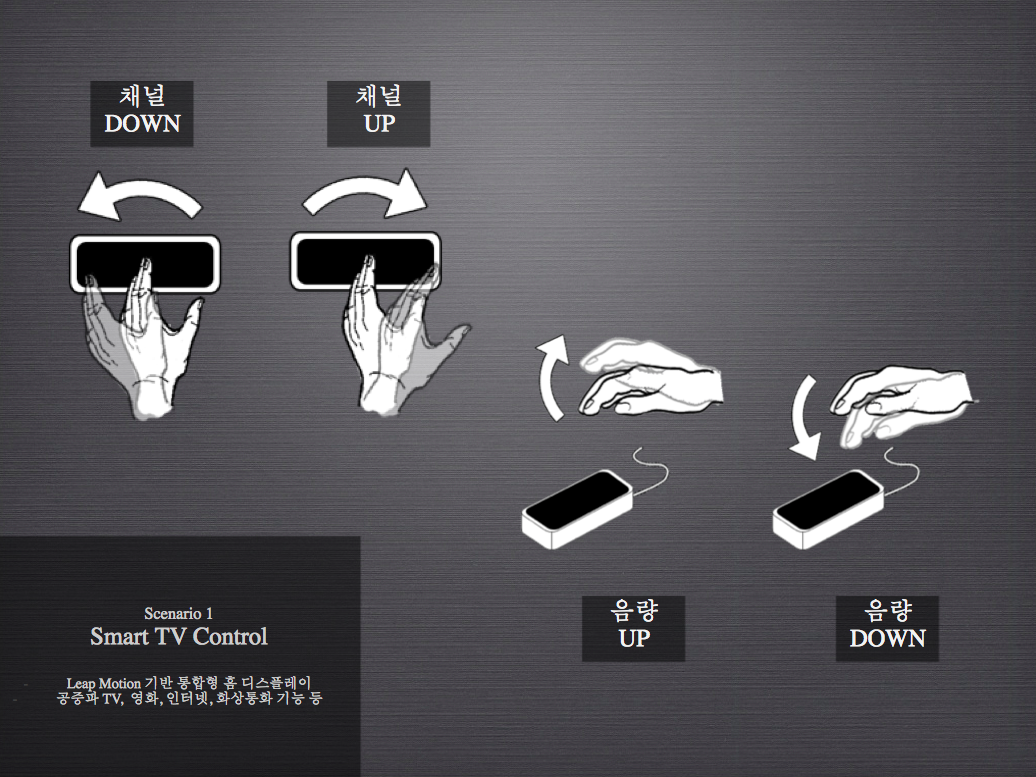 채널
DOWN
채널
UP
음량
UP
음량
DOWN
Scenario 1
Smart TV Control
Leap Motion 기반 통합형 홈 디스플레이
공중파 TV, 영화, 인터넷, 화상통화 기능 등